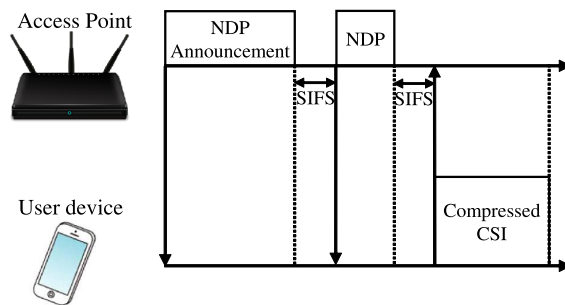 Access Point
NDP
Announcement
NDP
SIFS
SIFS
User device
Compressed
CSI